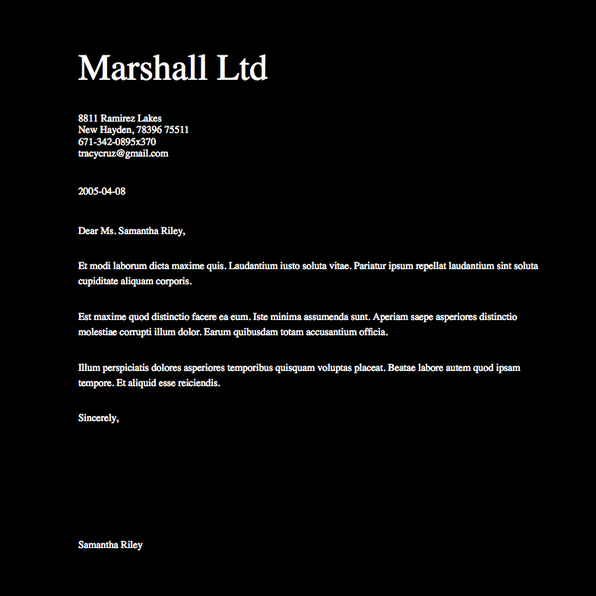 Marshall Ltd
8811 Ramirez Lakes
New Hayden, 78396 75511
671-342-0895x370
tracycruz@gmail.com
2005-04-08
Dear Ms. Samantha Riley,
Et modi laborum dicta maxime quis. Laudantium iusto soluta vitae. Pariatur ipsum repellat laudantium sint soluta
cupiditate aliquam corporis.
Est maxime quod distinctio facere ea eum. Iste minima assumenda sunt. Aperiam saepe asperiores distinctio
molestiae corrupti illum dolor. Earum quibusdam totam accusantium officia.
Illum perspiciatis dolores asperiores temporibus quisquam voluptas placeat. Beatae labore autem quod ipsam
tempore. Et aliquid esse reiciendis.
Sincerely,
Samantha Riley